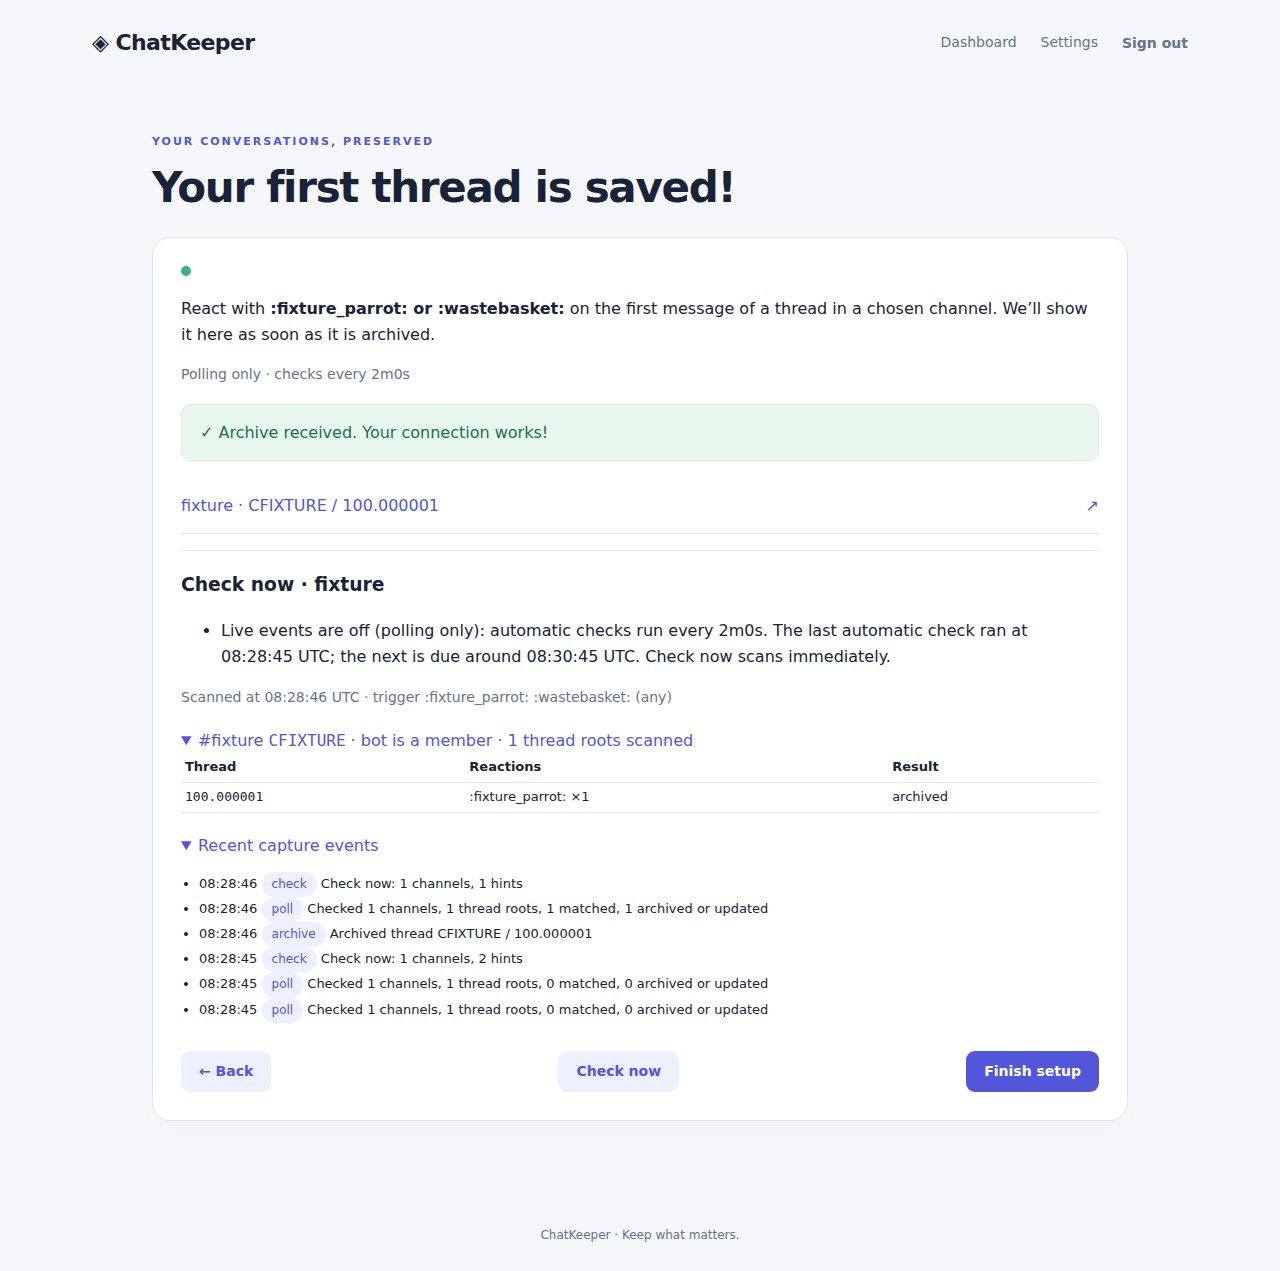 ◈ ChatKeeper
Dashboard
Settings
Sign out
YOUR CONVERSATIONS, PRESERVED
Your first thread is saved!
React with :fixture_parrot: or :wastebasket: on the first message of a thread in a chosen channel. We’ll show
it here as soon as it is archived.
Polling only · checks every 2m0s
✓ Archive received. Your connection works!
fixture · CFIXTURE / 100.000001 ↗
Check now · fixture
• Live events are off (polling only): automatic checks run every 2m0s. The last automatic check ran at
08:28:45 UTC; the next is due around 08:30:45 UTC. Check now scans immediately.
Scanned at 08:28:46 UTC · trigger :fixture_parrot: :wastebasket: (any)
▼ #fixture CFIXTURE · bot is a member · 1 thread roots scanned
Thread Reactions Result
100.000001 :fixture_parrot: ×1 archived
▼ Recent capture events
• 08:28:46 check Check now: 1 channels, 1 hints
• 08:28:46 poll Checked 1 channels, 1 thread roots, 1 matched, 1 archived or updated
• 08:28:46 archive Archived thread CFIXTURE / 100.000001
• 08:28:45 check Check now: 1 channels, 2 hints
• 08:28:45 poll Checked 1 channels, 1 thread roots, 0 matched, 0 archived or updated
• 08:28:45 poll Checked 1 channels, 1 thread roots, 0 matched, 0 archived or updated
← Back
Check now
Finish setup
ChatKeeper · Keep what matters.